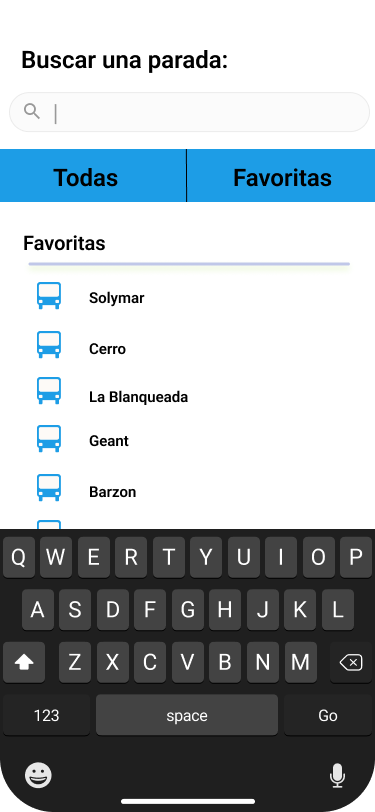 Buscar una parada:
Todas Favoritas
Favoritas
Solymar
Cerro
La Blanqueada
Geant
Barzon
Q W E R T Y U I O P
A S D F G H J K L
Z X C V B N M
123 space Go